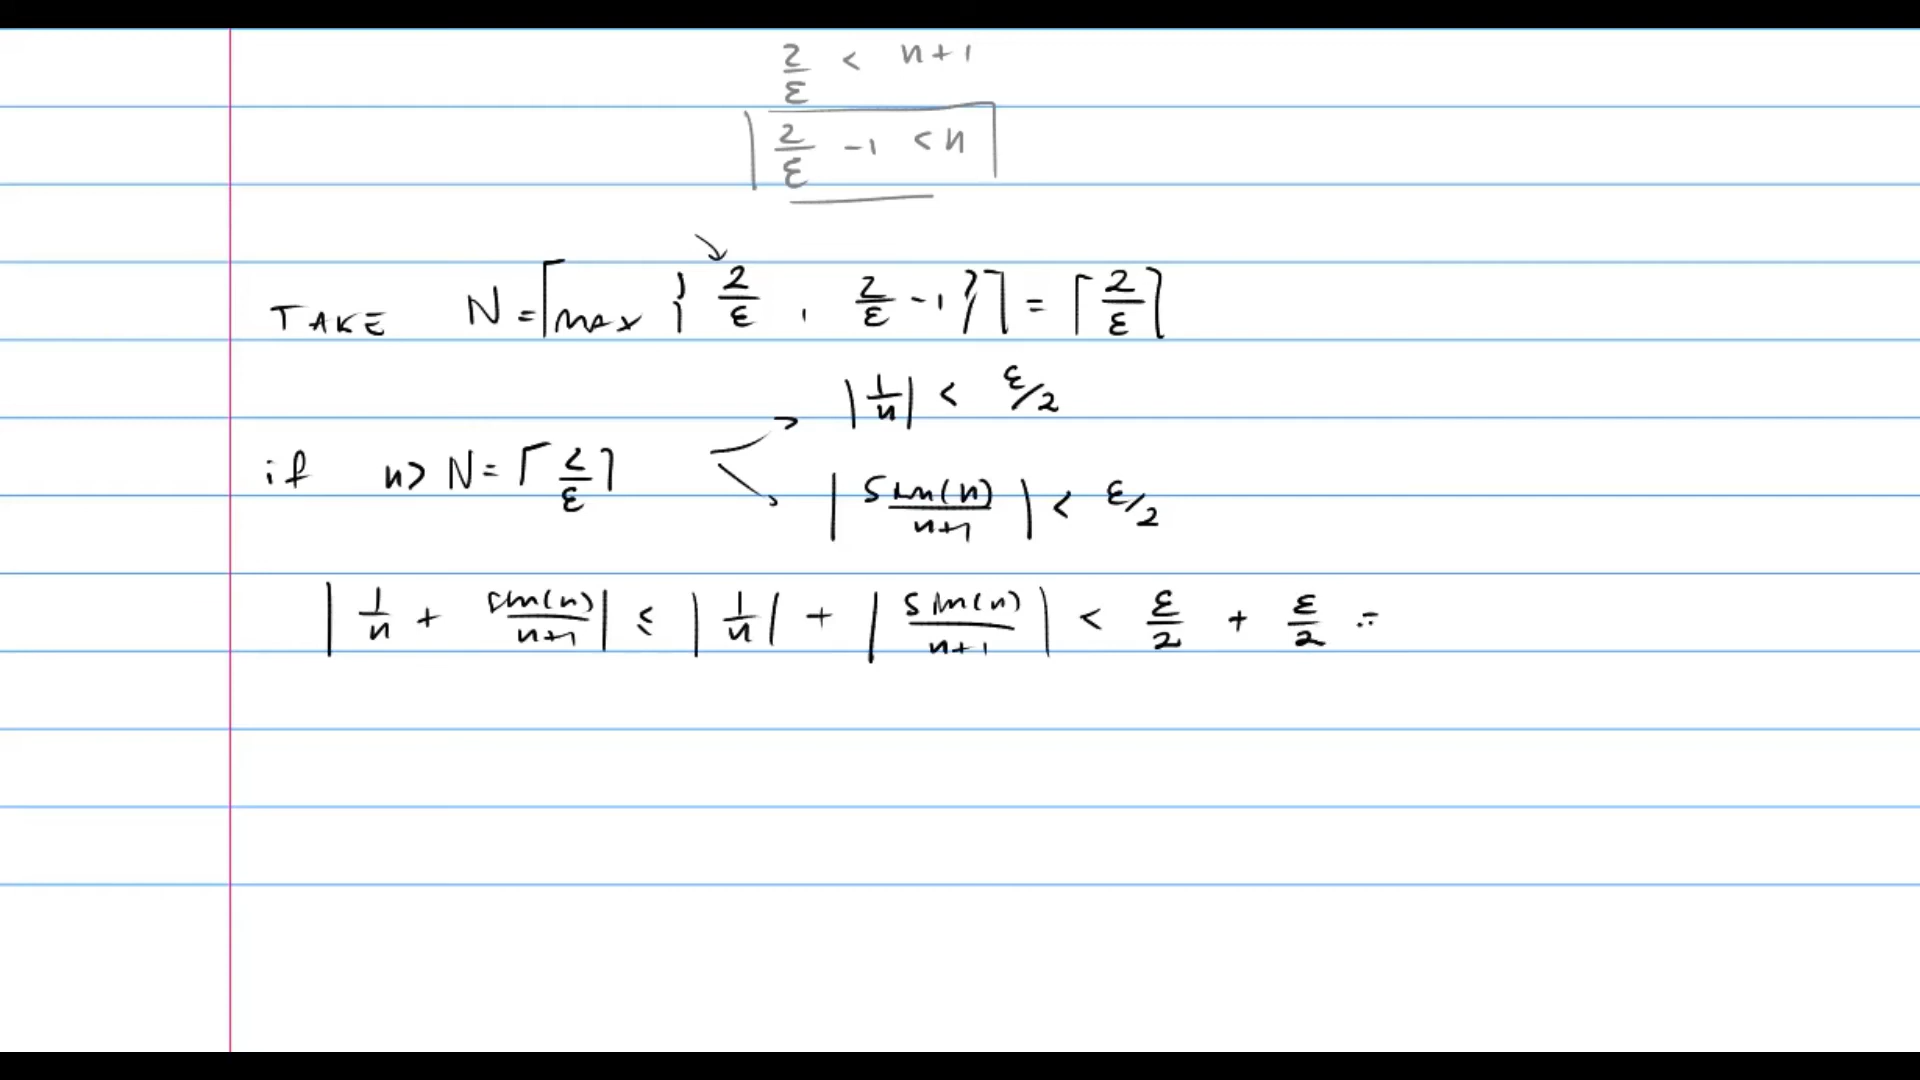 2/ε < n+1
2/ε -1 < n
TAKE N = ⌈max { 2/ε , 2/ε -1 }⌉ = ⌈2/ε⌉
|1/n| < ε/2
if n> N = ⌈2/ε⌉
|sin(n)/n+1| < ε/2
|1/n + sin(n)/n+1| ≤ |1/n| + |sin(n)/n+1| < ε/2 + ε/2 =